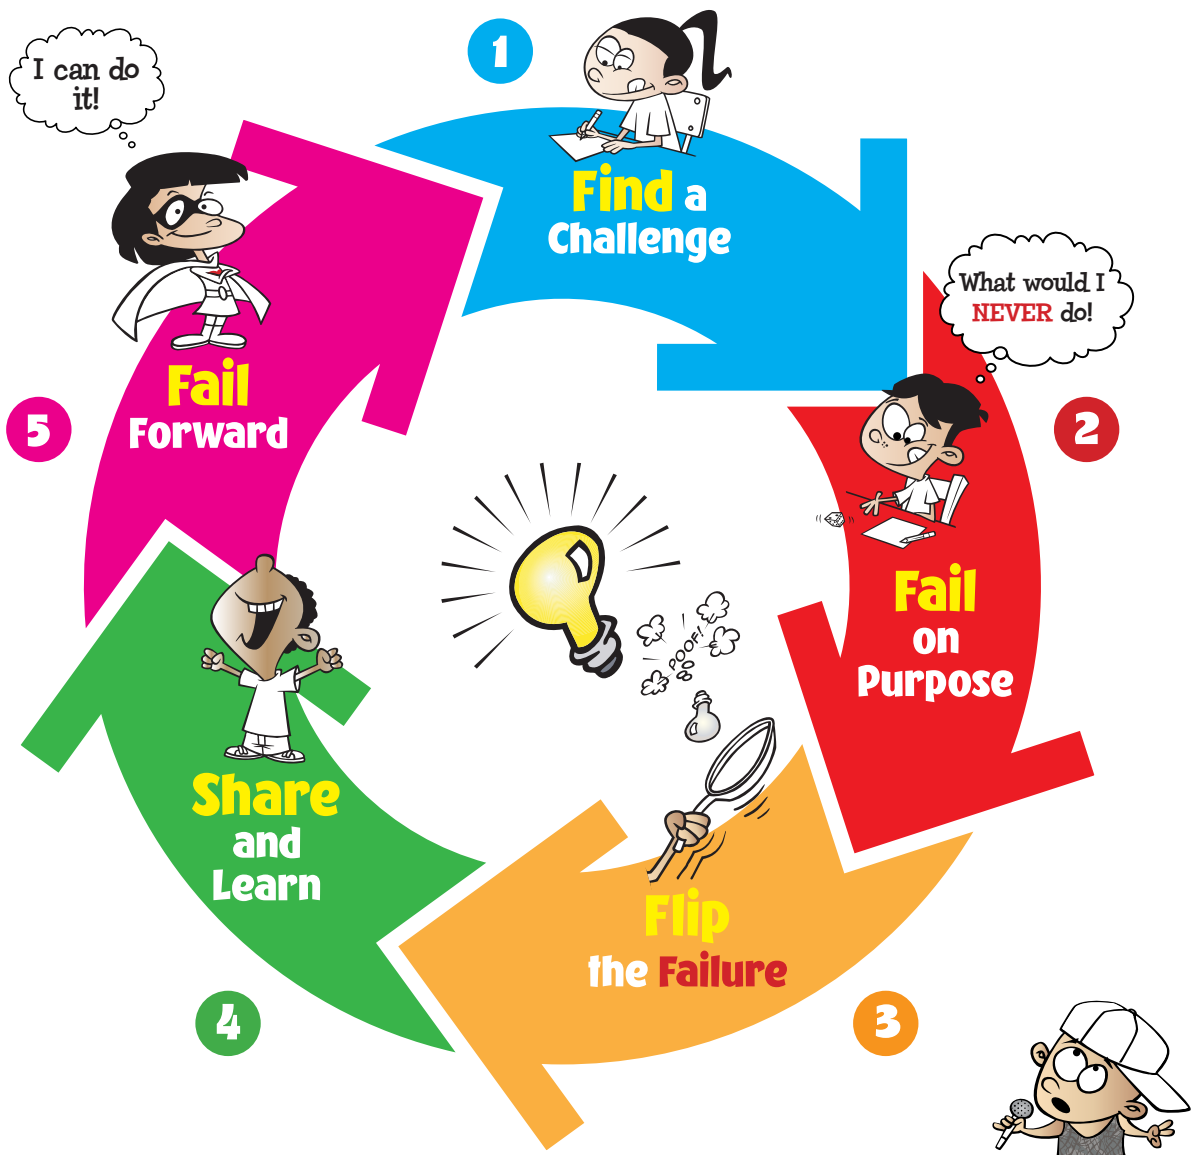 1
Find a
Challenge
What would I
NEVER do!
2
Fail
on
Purpose
POOF!
3
Flip
the Failure
4
Share
and
Learn
5
Fail
Forward
I can do
it!